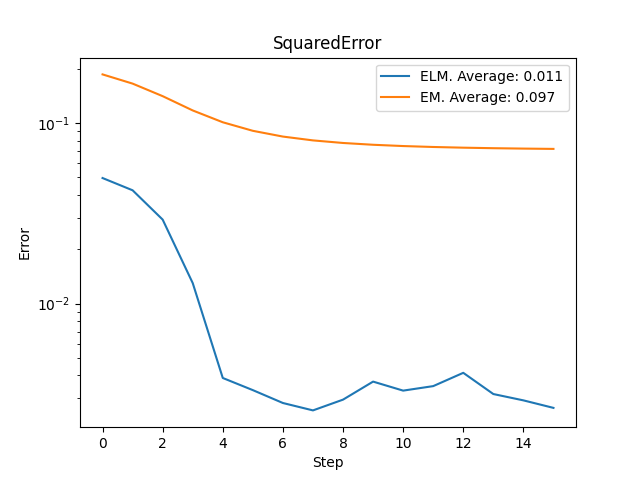 SquaredError
ELM. Average: 0.011
EM. Average: 0.097
10⁻¹
10⁻²
Error
0 2 4 6 8 10 12 14
Step